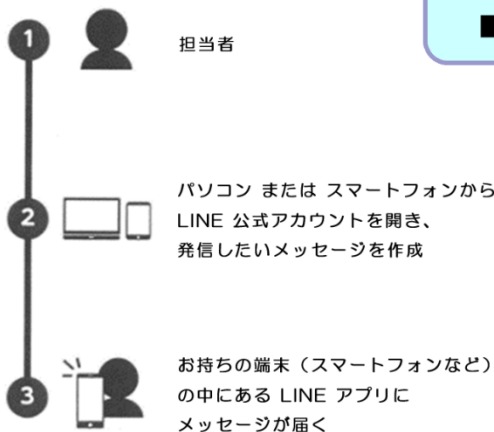 1
担当者
2
パソコン または スマートフォンから
LINE 公式アカウントを開き、
発信したいメッセージを作成
3
お持ちの端末（スマートフォンなど）
の中にある LINE アプリに
メッセージが届く